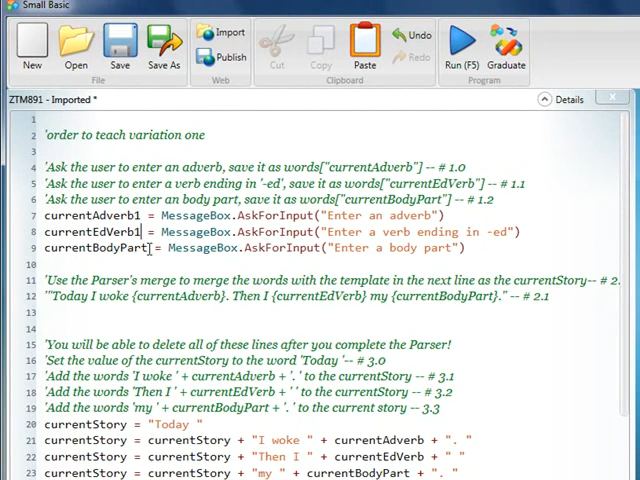 Small Basic
New
Open
Save
Save As
Import
Publish
Cut
Copy
Paste
Undo
Redo
Run (F5)
Graduate
File
Web
Clipboard
Program
ZTM891 - Imported *
Details
1
2 'order to teach variation one
3
4 'Ask the user to enter an adverb, save it as words["currentAdverb"] -- # 1.0
5 'Ask the user to enter a verb ending in '-ed', save it as words["currentEdVerb"] -- # 1.1
6 'Ask the user to enter an body part, save it as words["currentBodyPart"] -- # 1.2
7 currentAdverb1 = MessageBox.AskForInput("Enter an adverb")
8 currentEdVerb1 = MessageBox.AskForInput("Enter a verb ending in -ed")
9 currentBodyPart = MessageBox.AskForInput("Enter a body part")
10
11 'Use the Parser's merge to merge the words with the template in the next line as the currentStory-- # 2.
12 '"Today I woke {currentAdverb}. Then I {currentEdVerb} my {currentBodyPart}." -- # 2.1
13
14
15 'You will be able to delete all of these lines after you complete the Parser!
16 'Set the value of the currentStory to the word 'Today '-- # 3.0
17 'Add the words 'I woke ' + currentAdverb + '. ' to the currentStory -- # 3.1
18 'Add the words 'Then I ' + currentEdVerb + ' ' to the currentStory -- # 3.2
19 'Add the words 'my ' + currentBodyPart + '. ' to the current story -- 3.3
20 currentStory = "Today "
21 currentStory = currentStory + "I woke " + currentAdverb + ". "
22 currentStory = currentStory + "Then I " + currentEdVerb + " "
23 currentStory = currentStory + "my " + currentBodyPart + ". "